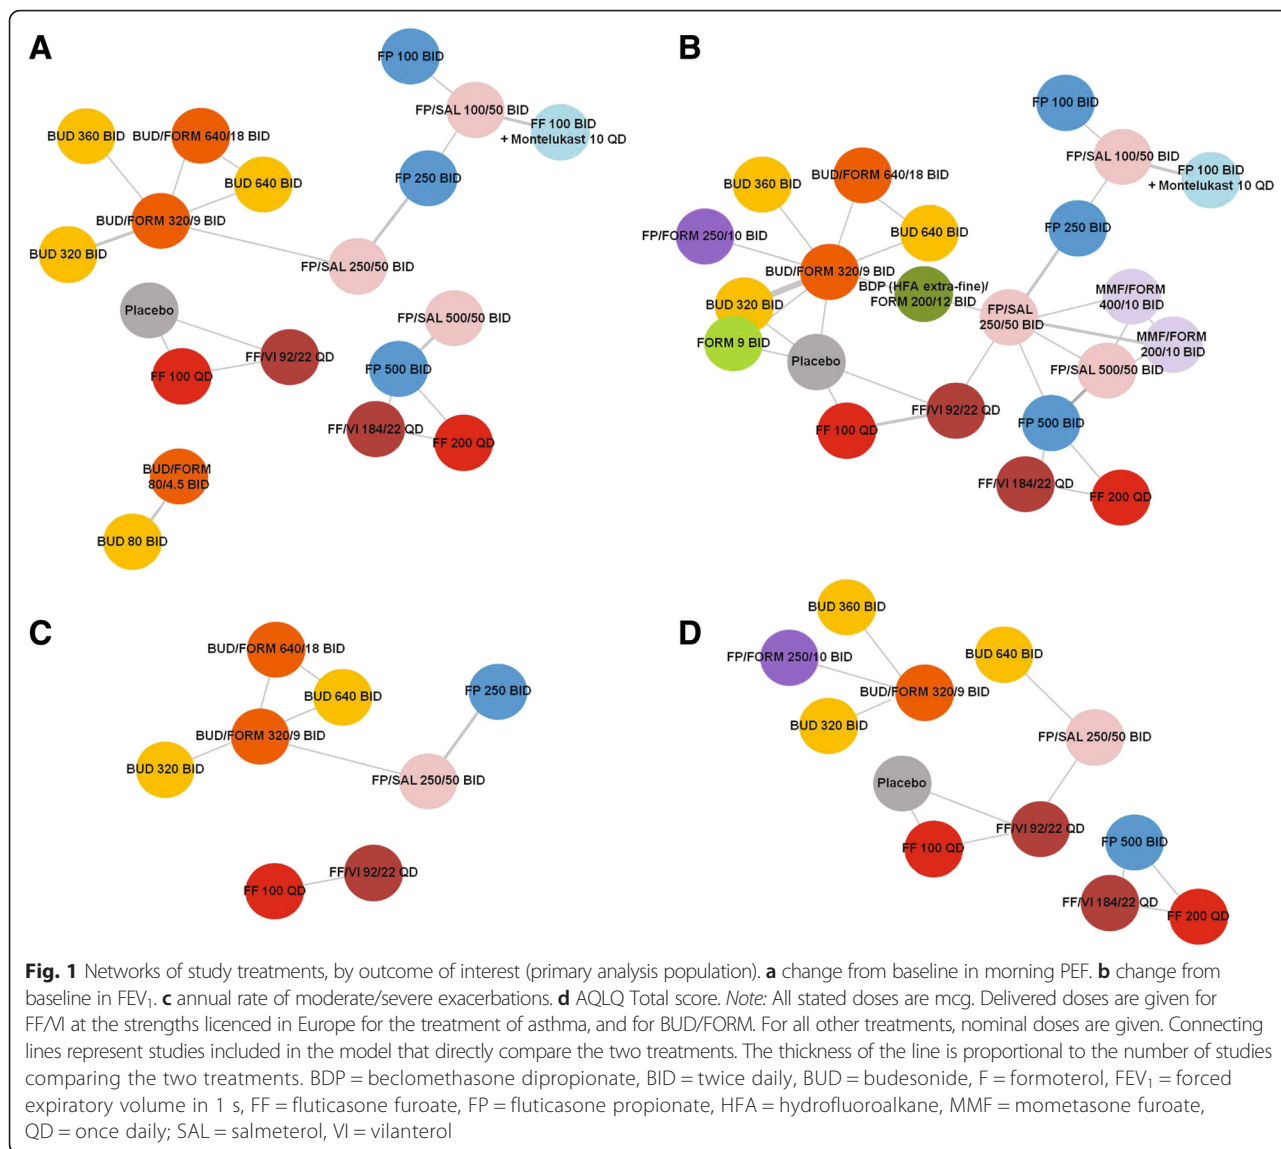 A
FP 100 BID
FP/SAL 100/50 BID
FF 100 BID
+ Montelukast 10 QD
BUD 360 BID
BUD/FORM 640/18 BID
BUD 640 BID
FP 250 BID
BUD/FORM 320/9 BID
BUD 320 BID
FP/SAL 250/50 BID
Placebo
FP/SAL 500/50 BID
FF/VI 92/22 QD
FF 100 QD
FP 500 BID
FF/VI 184/22 QD
FF 200 QD
BUD/FORM
80/4.5 BID
BUD 80 BID
B
FP 100 BID
FP/SAL 100/50 BID
FP 100 BID
+ Montelukast 10 QD
BUD 360 BID
BUD/FORM 640/18 BID
FP/FORM 250/10 BID
BUD 640 BID
FP 250 BID
BUD/FORM 320/9 BID
BDP (HFA extra-fine)/
FORM 200/12 BID
BUD 320 BID
FP/SAL
250/50 BID
MMF/FORM
400/10 BID
MMF/FORM
200/10 BID
FORM 9 BID
Placebo
FP/SAL 500/50 BID
FF/VI 92/22 QD
FF 100 QD
FP 500 BID
FF/VI 184/22 QD
FF 200 QD
C
BUD/FORM 640/18 BID
BUD 640 BID
FP 250 BID
BUD/FORM 320/9 BID
BUD 320 BID
FP/SAL 250/50 BID
FF/VI 92/22 QD
FF 100 QD
D
BUD 360 BID
FP/FORM 250/10 BID
BUD 640 BID
BUD/FORM 320/9 BID
BUD 320 BID
FP/SAL 250/50 BID
Placebo
FF/VI 92/22 QD
FF 100 QD
FP 500 BID
FF/VI 184/22 QD
FF 200 QD
Fig. 1 Networks of study treatments, by outcome of interest (primary analysis population). a change from baseline in morning PEF. b change from
baseline in FEV₁. c annual rate of moderate/severe exacerbations. d AQLQ Total score. Note: All stated doses are mcg. Delivered doses are given for
FF/VI at the strengths licenced in Europe for the treatment of asthma, and for BUD/FORM. For all other treatments, nominal doses are given. Connecting
lines represent studies included in the model that directly compare the two treatments. The thickness of the line is proportional to the number of studies
comparing the two treatments. BDP = beclomethasone dipropionate, BID = twice daily, BUD = budesonide, F = formoterol, FEV₁ = forced
expiratory volume in 1 s, FF = fluticasone furoate, FP = fluticasone propionate, HFA = hydrofluoroalkane, MMF = mometasone furoate,
QD = once daily; SAL = salmeterol, VI = vilanterol